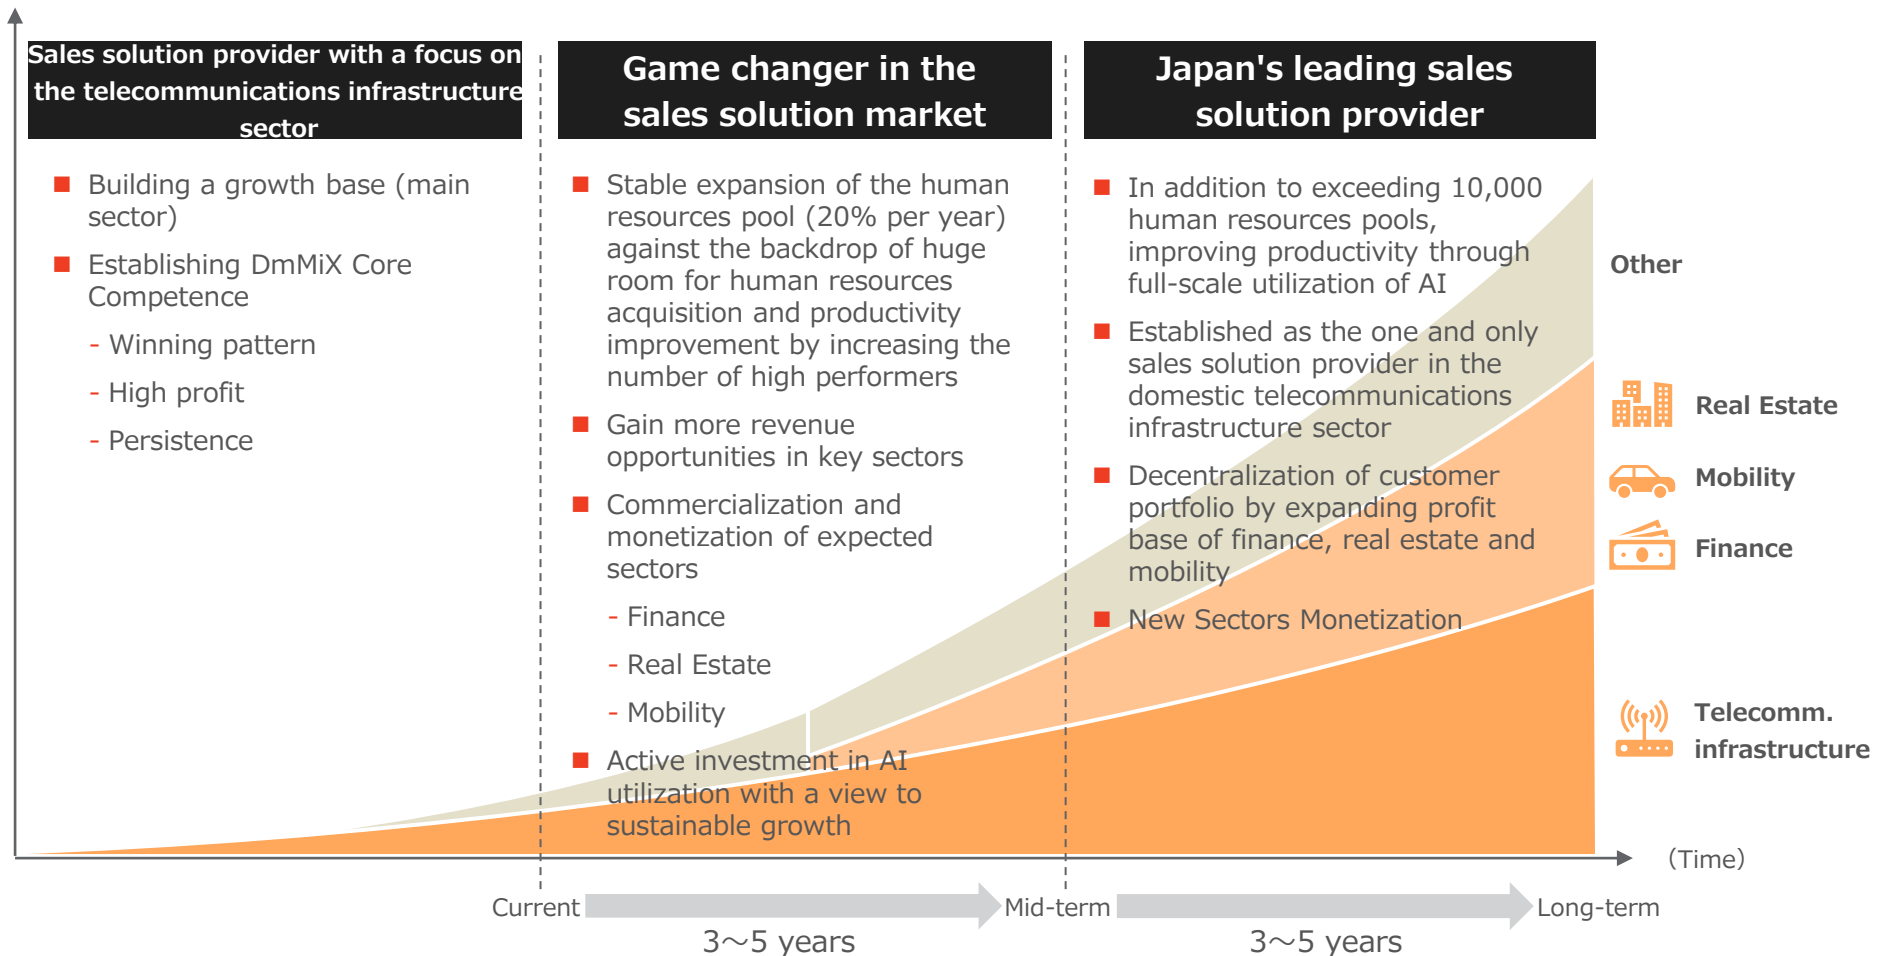 Sales solution provider with a focus on
the telecommunications infrastructure
sector
■ Building a growth base (main
sector)
■ Establishing DmMiX Core
Competence
- Winning pattern
- High profit
- Persistence
Game changer in the
sales solution market
■ Stable expansion of the human
resources pool (20% per year)
against the backdrop of huge
room for human resources
acquisition and productivity
improvement by increasing the
number of high performers
■ Gain more revenue
opportunities in key sectors
■ Commercialization and
monetization of expected
sectors
- Finance
- Real Estate
- Mobility
■ Active investment in AI
utilization with a view to
sustainable growth
Japan's leading sales
solution provider
■ In addition to exceeding 10,000
human resources pools,
improving productivity through
full-scale utilization of AI
■ Established as the one and only
sales solution provider in the
domestic telecommunications
infrastructure sector
■ Decentralization of customer
portfolio by expanding profit
base of finance, real estate and
mobility
■ New Sectors Monetization
Other
Real Estate
Mobility
Finance
Telecomm.
infrastructure
（Time）
Current
Mid-term
Long-term
3～5 years
3～5 years